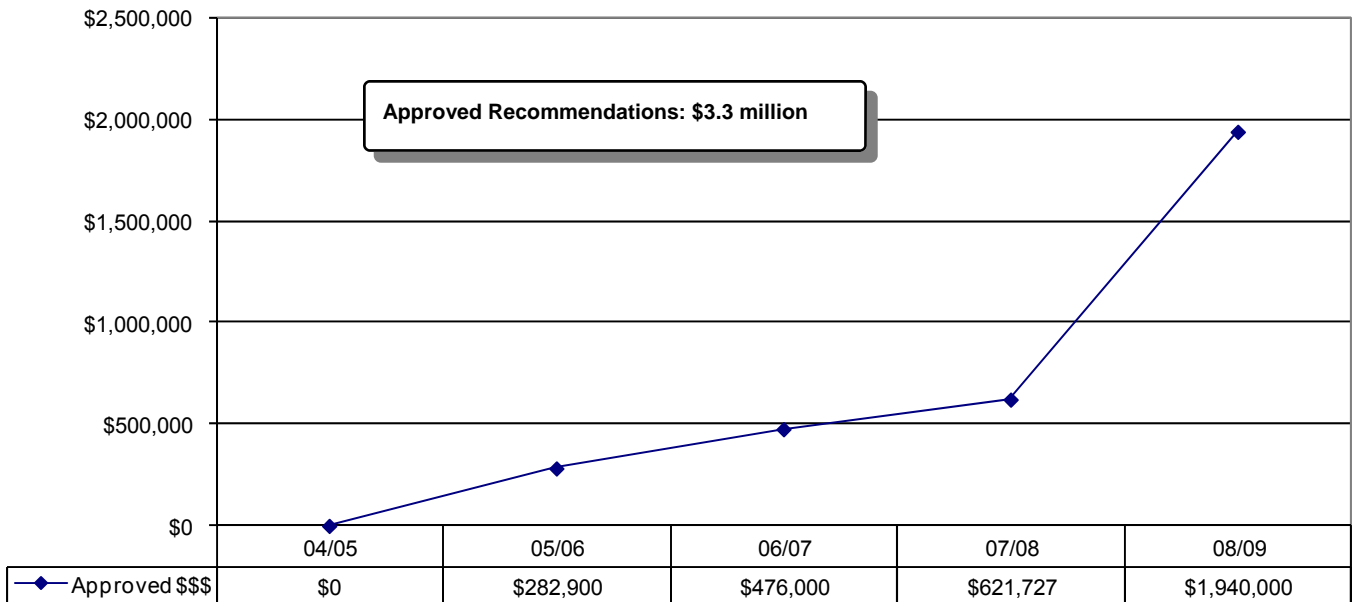 $2,500,000
Approved Recommendations: $3.3 million
$2,000,000
$1,500,000
$1,000,000
$500,000
$0
04/05 05/06 06/07 07/08 08/09
Approved $$$ $0 $282,900 $476,000 $621,727 $1,940,000